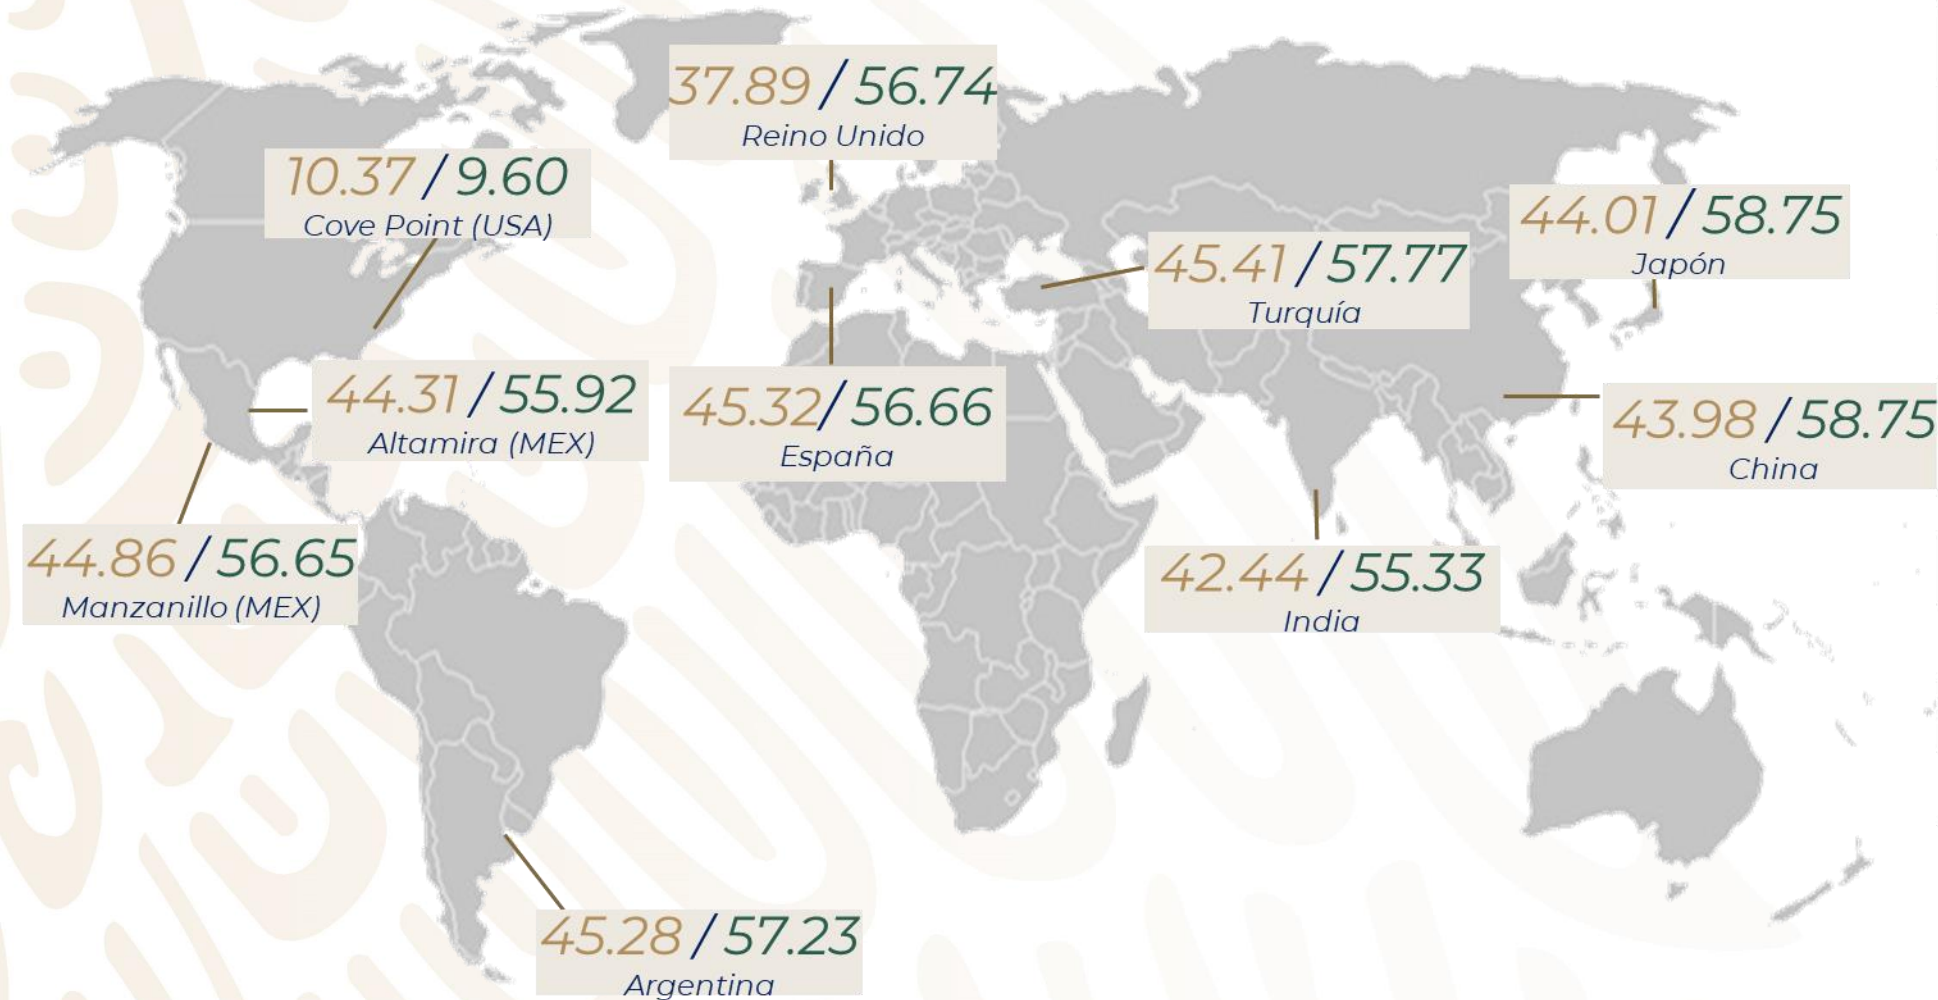 37.89 / 56.74
Reino Unido
10.37 / 9.60
Cove Point (USA)
44.01 / 58.75
Japón
45.41 / 57.77
Turquía
44.31 / 55.92
Altamira (MEX)
45.32/ 56.66
España
43.98 / 58.75
China
44.86 / 56.65
Manzanillo (MEX)
42.44 / 55.33
India
45.28 / 57.23
Argentina